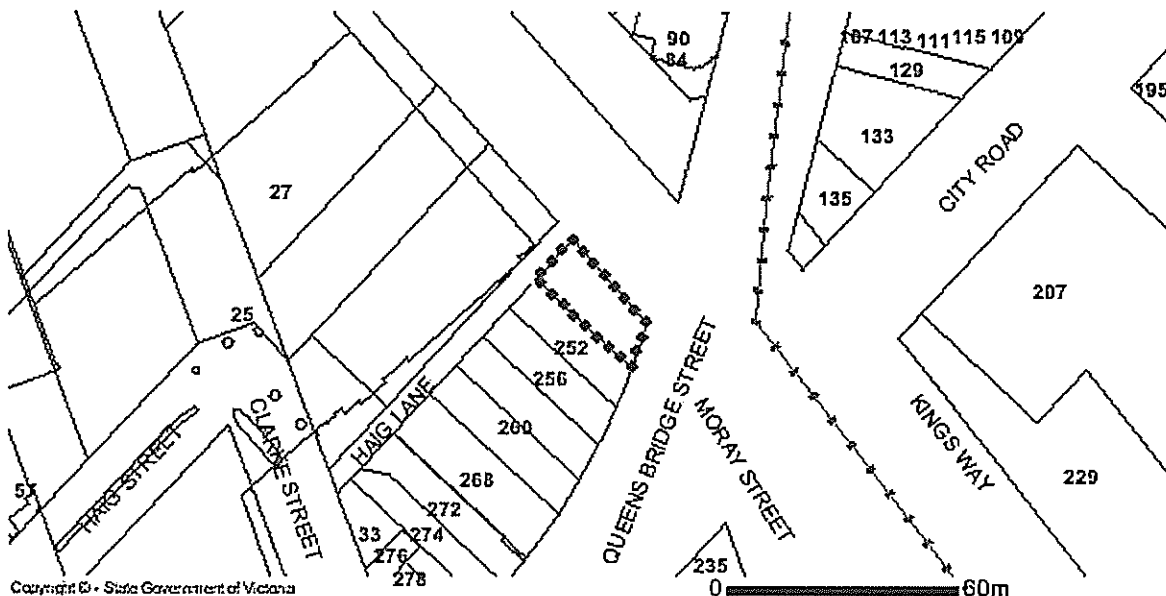 90
84
107 113 111 115 109
129
195
133
135
CITY ROAD
27
207
25
252
256
HAIG LANE
260
QUEENS BRIDGE STREET
MORAY STREET
KINGS WAY
CLARKE STREET
HAIG STREET
268
229
272
33
274
276
278
235
Copyright © - State Government of Victoria
0 60m